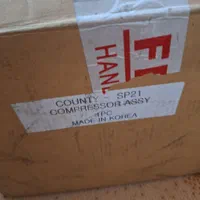 HAN
COUNTY SP21
COMPRESSOR ASSY
1PC
MADE IN KOREA